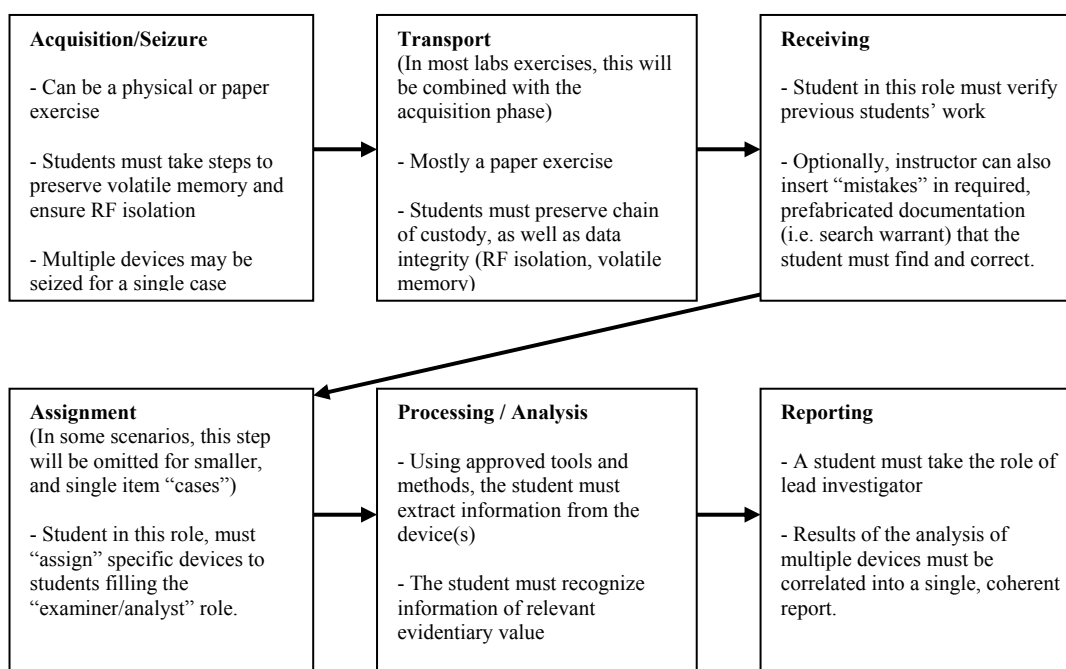 Acquisition/Seizure
- Can be a physical or paper
exercise
- Students must take steps to
preserve volatile memory and
ensure RF isolation
- Multiple devices may be
seized for a single case
Transport
(In most labs exercises, this will
be combined with the
acquisition phase)
- Mostly a paper exercise
- Students must preserve chain
of custody, as well as data
integrity (RF isolation, volatile
memory)
Receiving
- Student in this role must verify
previous students’ work
- Optionally, instructor can also
insert “mistakes” in required,
prefabricated documentation
(i.e. search warrant) that the
student must find and correct.
Assignment
(In some scenarios, this step
will be omitted for smaller,
and single item “cases”)
- Student in this role, must
“assign” specific devices to
students filling the
“examiner/analyst” role.
Processing / Analysis
- Using approved tools and
methods, the student must
extract information from the
device(s)
- The student must recognize
information of relevant
evidentiary value
Reporting
- A student must take the role of
lead investigator
- Results of the analysis of
multiple devices must be
correlated into a single, coherent
report.